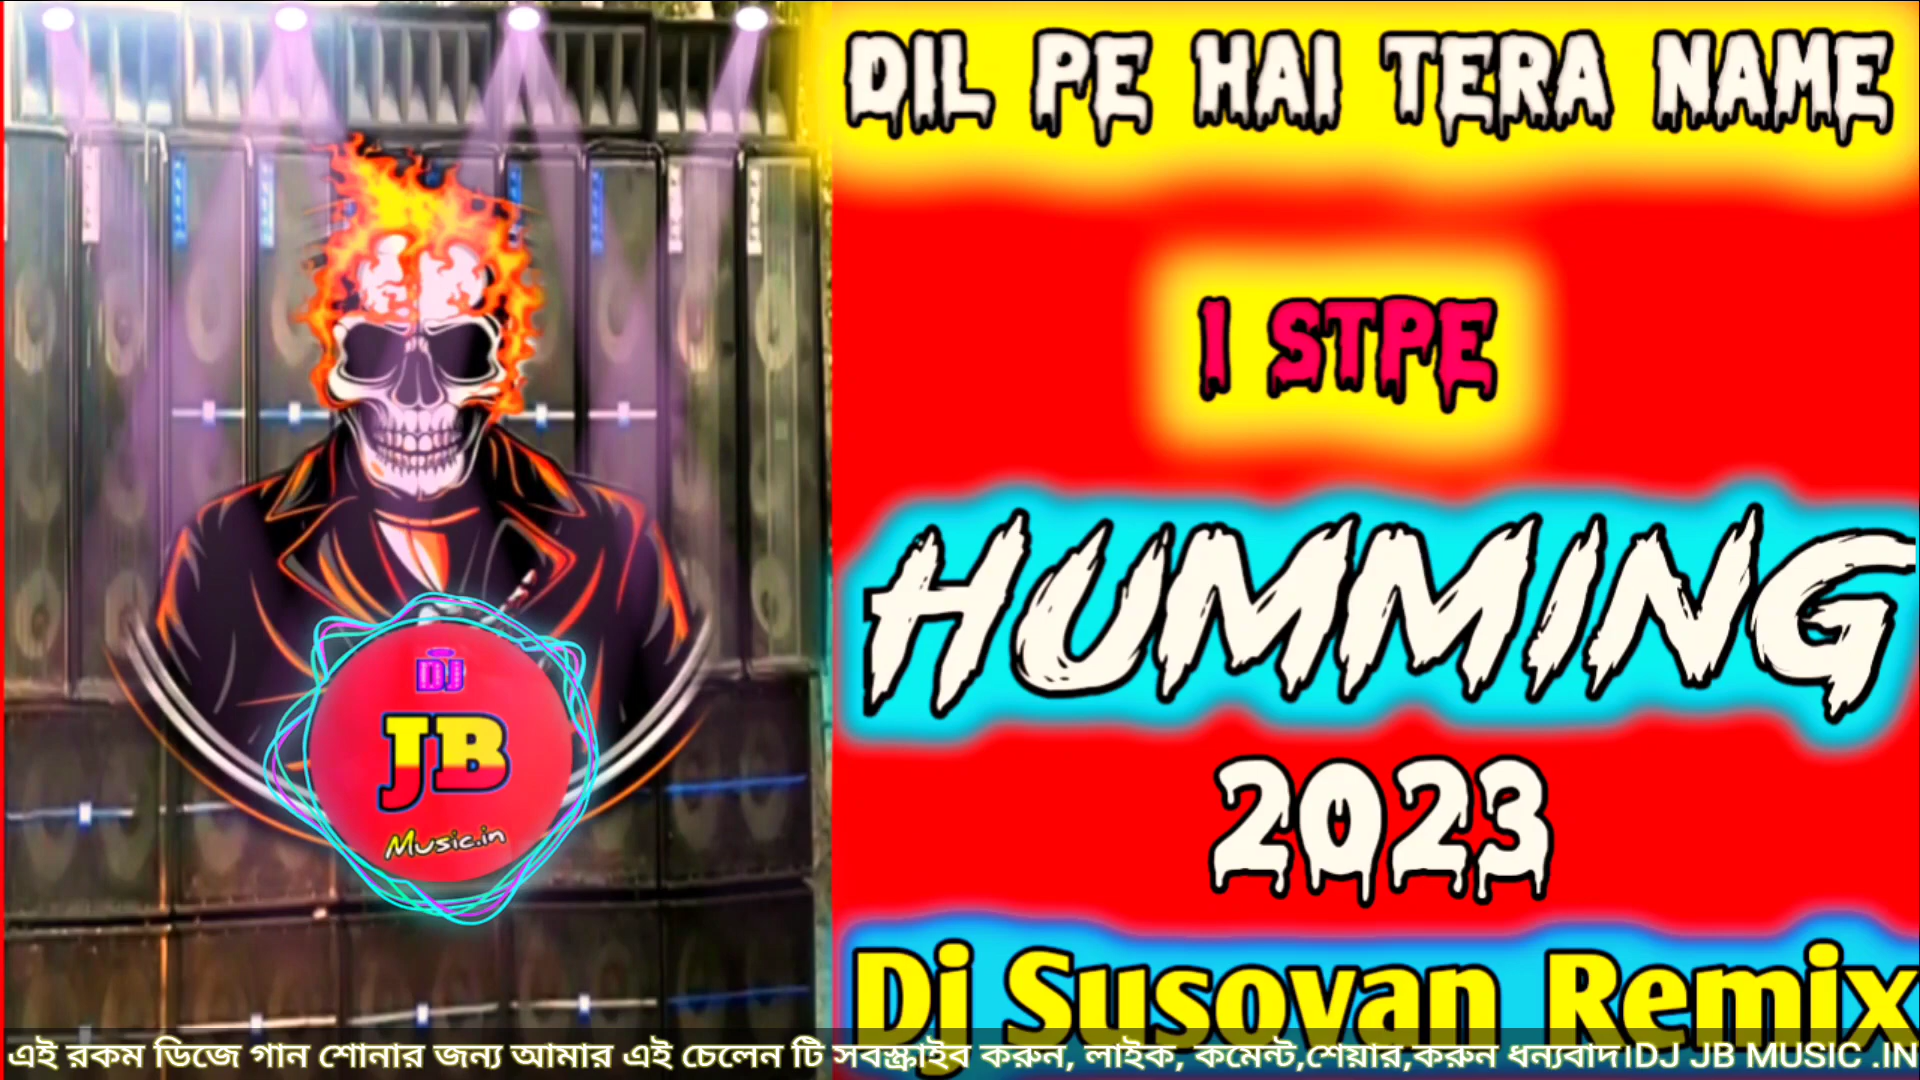 DIL PE HAI TERA NAME
1 STPE
HUMMING
2023
Dj Susovan Remix
DJ
JB
Music.in
এই রকম ডিজে গান শোনার জন্য আমার এই চেলেন টি সবস্ক্রাইব করুন, লাইক, কমেন্ট,শেয়ার,করুন ধন্যবাদ।DJ JB MUSIC .IN